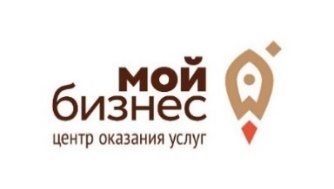 мой
бизнес
центр оказания услуг